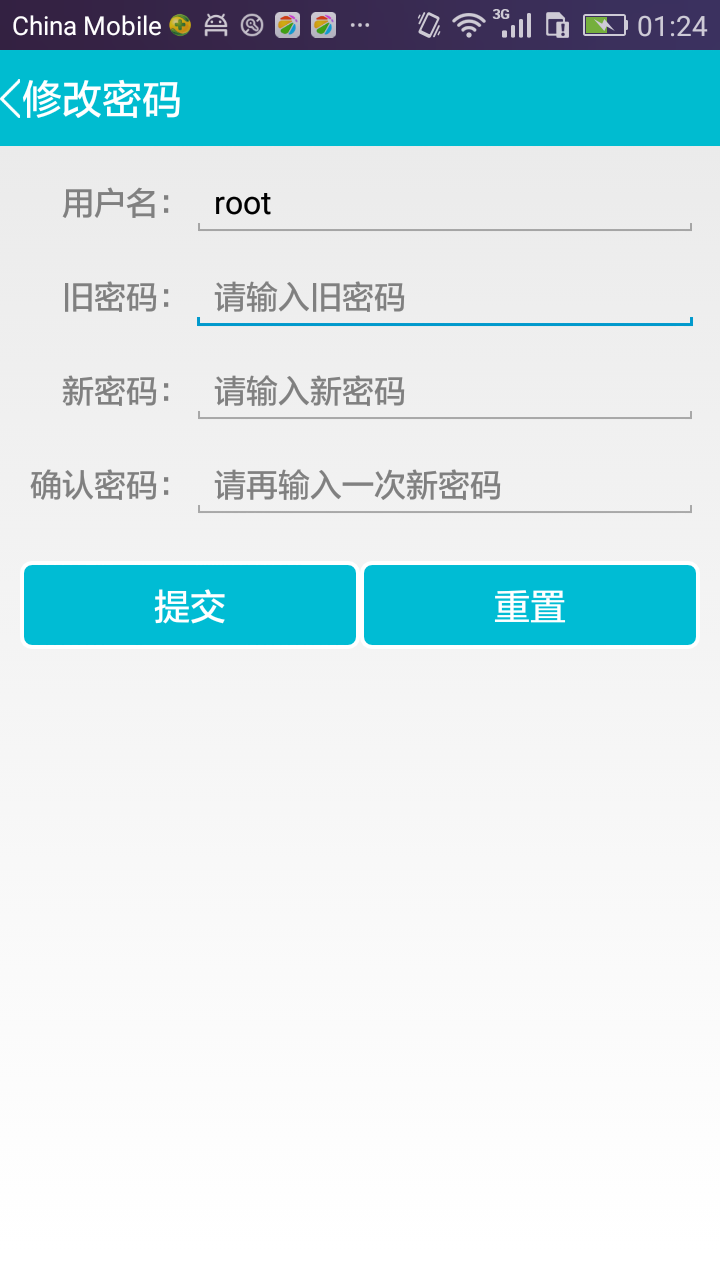 China Mobile 3G 01:24
修改密码
用户名： root
旧密码： 请输入旧密码
新密码： 请输入新密码
确认密码： 请再输入一次新密码
提交 重置